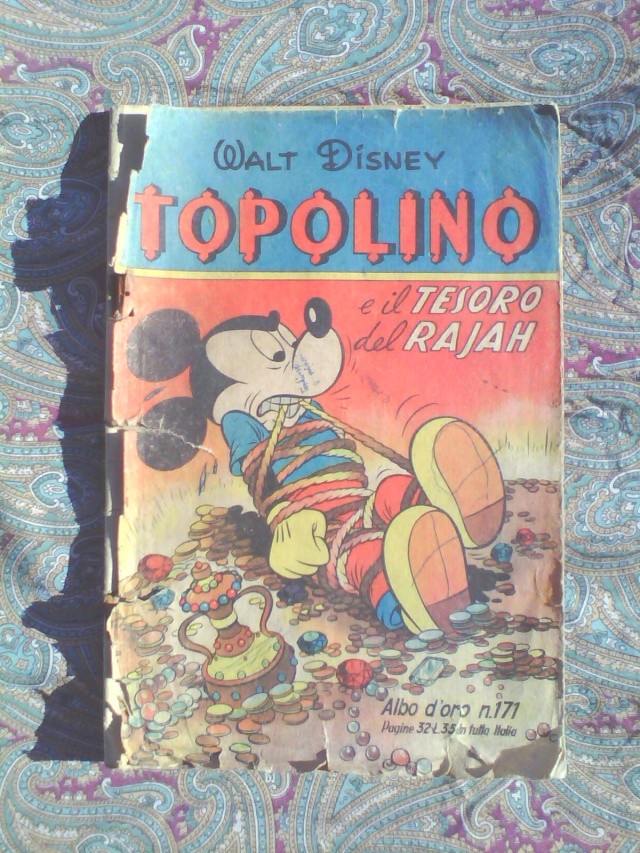 WALT DISNEY
TOPOLINO
e il TESORO
del RAJAH
Albo d'oro n.171
Pagine 32-L.35 in tutta Italia